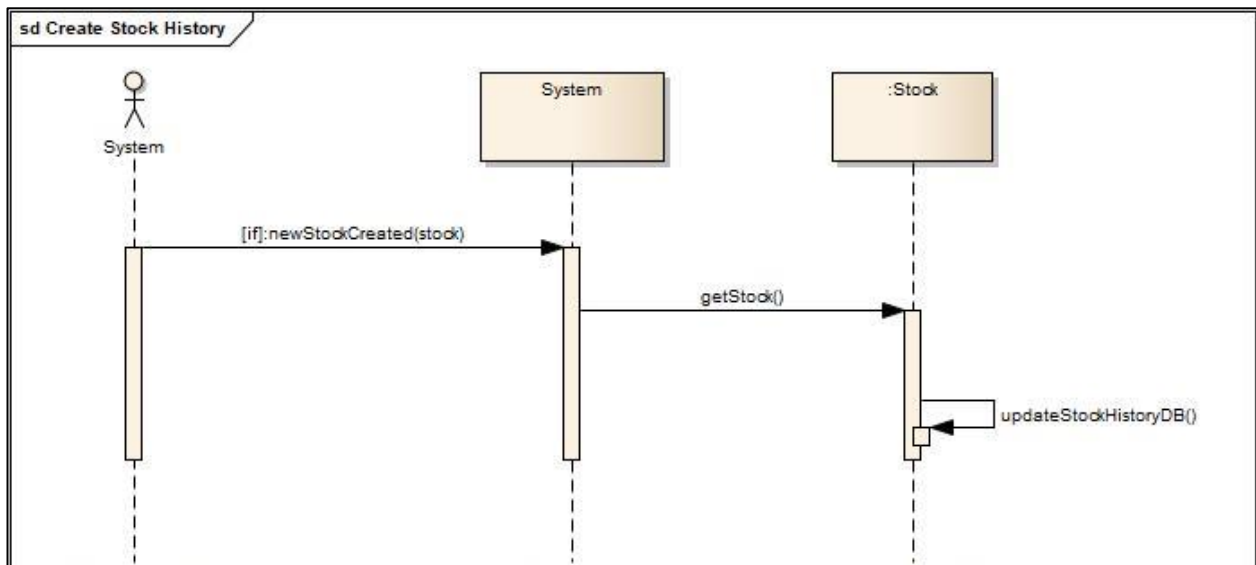 sd Create Stock History
System
System
:Stock
[if]:newStockCreated(stock)
getStock()
updateStockHistoryDB()